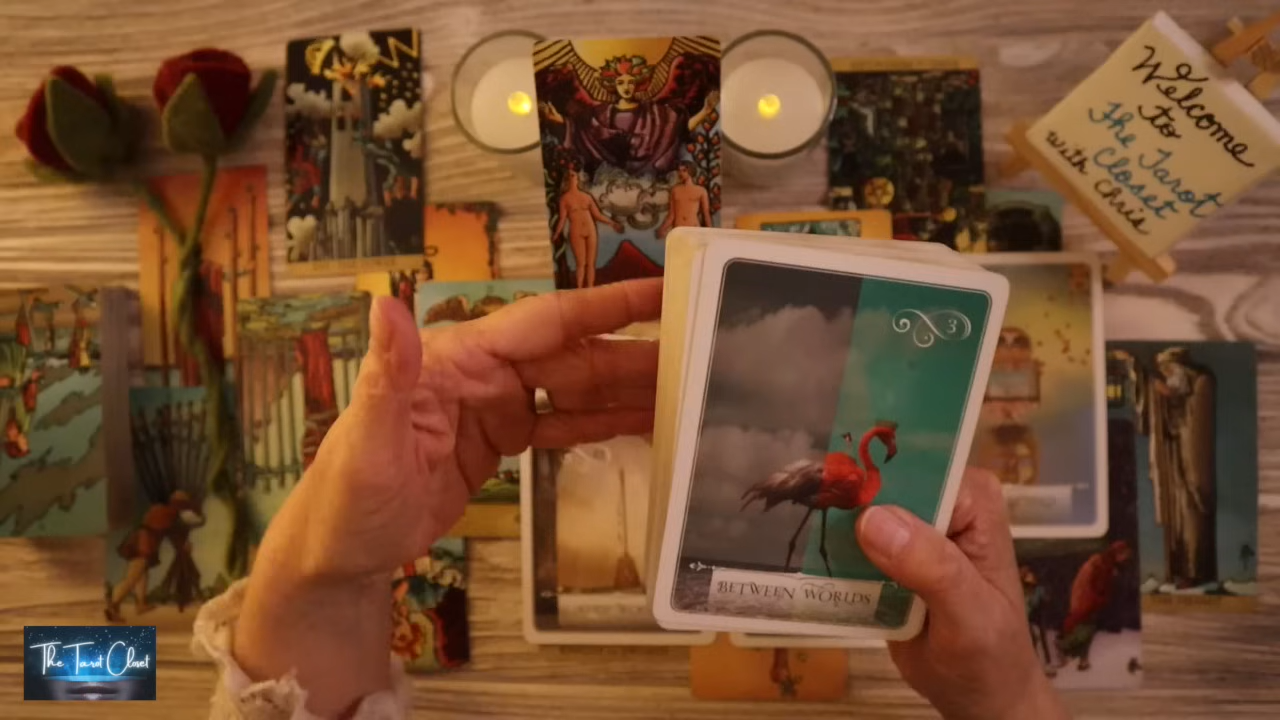 Welcome
to
The Tarot
Closet
with Chris
3
BETWEEN WORLDS
The Tarot Closet